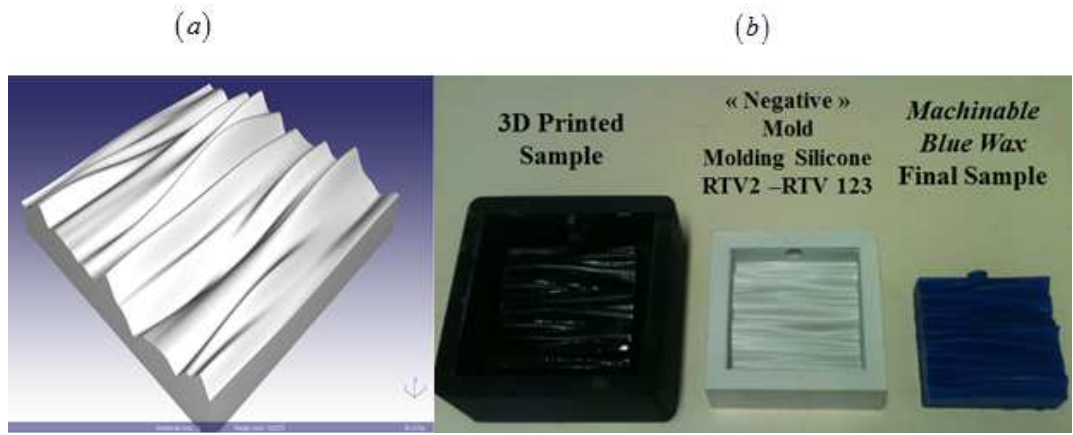 (a)
(b)
3D Printed
Sample
« Negative »
Mold
Molding Silicone
RTV2 –RTV 123
Machinable
Blue Wax
Final Sample